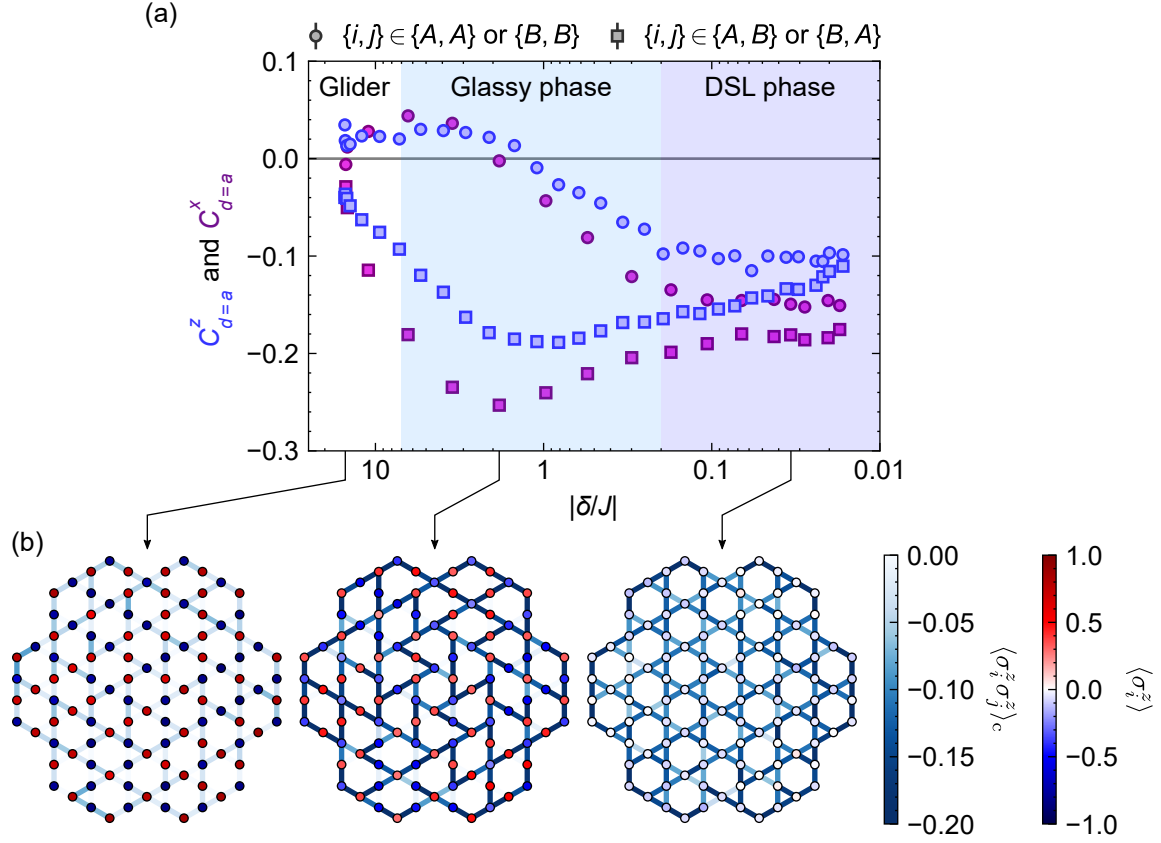 (a)
{i, j} ∈ {A, A} or {B, B} {i, j} ∈ {A, B} or {B, A}
Glider Glassy phase DSL phase
0.1
0.0
−0.1
−0.2
−0.3
C^z_{d=a} and C^x_{d=a}
10 1 0.1 0.01
|δ/J|
(b)
0.00
−0.05
−0.10
−0.15
−0.20
⟨σ^z_i σ^z_j⟩_c
1.0
0.5
0.0
−0.5
−1.0
⟨σ^z_i⟩